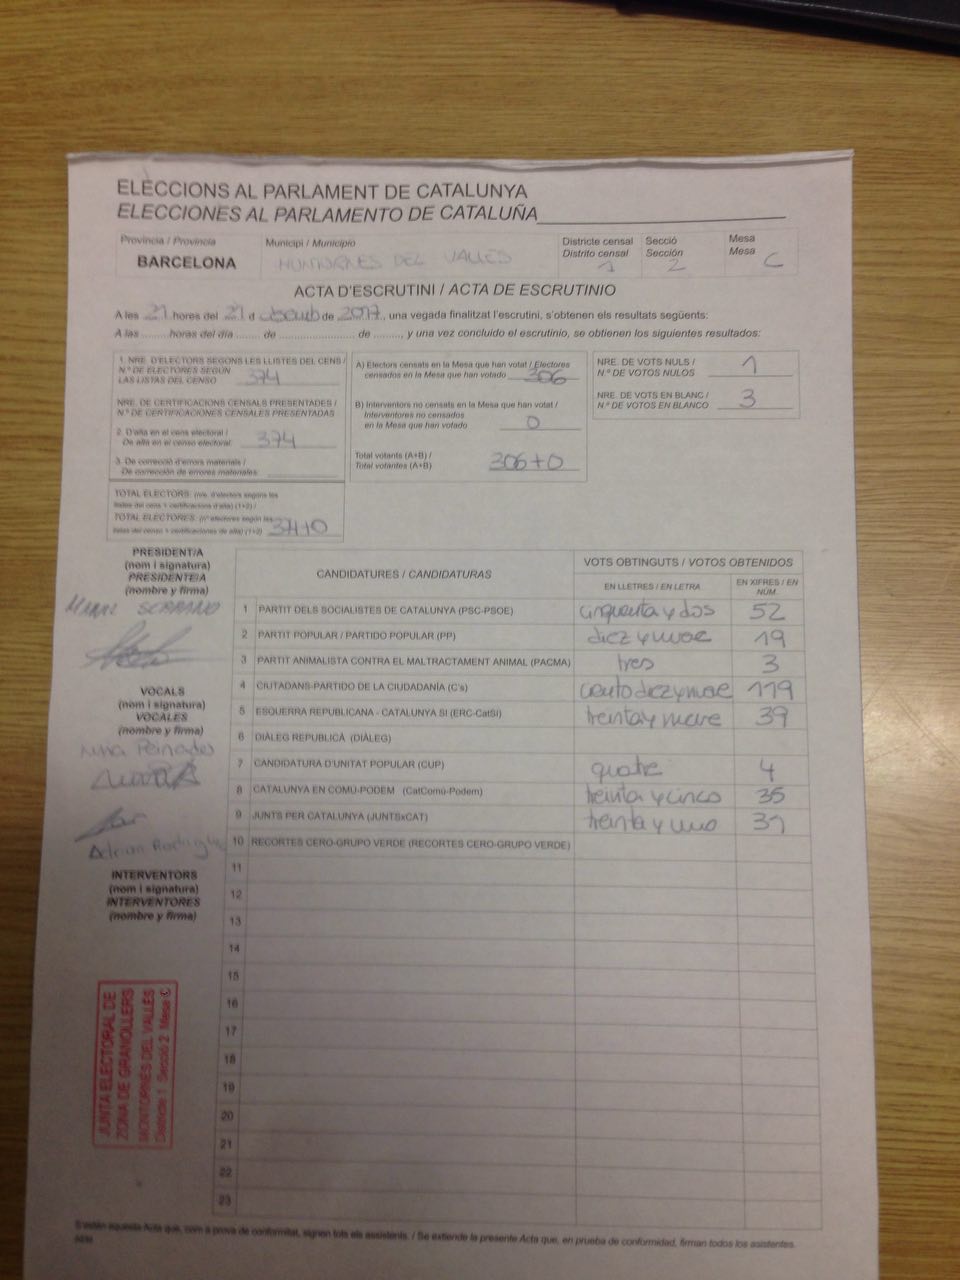 ELECCIONS AL PARLAMENT DE CATALUNYA
ELECCIONES AL PARLAMENTO DE CATALUÑA
Província / Provincia
BARCELONA
Municipi / Municipio
MONTORNES DEL VALLÈS
Districte censal
Distrito censal
1
Secció
Sección
2
Mesa
Mesa
C
ACTA D'ESCRUTINI / ACTA DE ESCRUTINIO
A les 21 hores del 21 d de 2017, una vegada finalitzat l'escrutini, s'obtenen els resultats següents:
A las ........ horas del día ........ de ........................ de ........, y una vez concluido el escrutinio, se obtienen los siguientes resultados:
1. NRE. D'ELECTORS SEGONS LES LLISTES DEL CENS /
N.º DE ELECTORES SEGÚN
LAS LISTAS DEL CENSO 374
NRE. DE CERTIFICACIONS CENSALS PRESENTADES /
N.º DE CERTIFICACIONES CENSALES PRESENTADAS
2. D'alta en el cens electoral /
De alta en el censo electoral: 374
3. De correcció d'errors materials /
De corrección de errores materiales
TOTAL ELECTORS: (nre. d'electors segons les
llistes del cens + certificacions d'alta) (1+2) /
TOTAL ELECTORES: (nº electores según las
listas del censo + certificaciones de alta) (1+2) 374+0
A) Electors censats en la Mesa que han votat / Electores
censados en la Mesa que han votado 306
B) Interventors no censats en la Mesa que han votat /
Interventores no censados
en la Mesa que han votado 0
Total votants (A+B) /
Total votantes (A+B) 306+0
NRE. DE VOTS NULS /
N.º DE VOTOS NULOS 1
NRE. DE VOTS EN BLANC /
N.º DE VOTOS EN BLANCO 3
PRESIDENT/A
(nom i signatura)
PRESIDENTE/A
(nombre y firma)
SERRANO
VOCALS
(nom i signatura)
VOCALES
(nombre y firma)
Adrian
INTERVENTORS
(nom i signatura)
INTERVENTORES
(nombre y firma)
CANDIDATURES / CANDIDATURAS
VOTS OBTINGUTS / VOTOS OBTENIDOS
EN LLETRES / EN LETRA
EN XIFRES / EN NÚM.
1 PARTIT DELS SOCIALISTES DE CATALUNYA (PSC-PSOE) cinquenta y dos 52
2 PARTIT POPULAR / PARTIDO POPULAR (PP) diez y nueve 19
3 PARTIT ANIMALISTA CONTRA EL MALTRACTAMENT ANIMAL (PACMA) tres 3
4 CIUTADANS-PARTIDO DE LA CIUDADANÍA (C's) ciento diez y nueve 119
5 ESQUERRA REPUBLICANA - CATALUNYA SÍ (ERC-CatSí) treinta y nueve 39
6 DIÀLEG REPUBLICÀ (DIÀLEG)
7 CANDIDATURA D'UNITAT POPULAR (CUP) quatre 4
8 CATALUNYA EN COMÚ-PODEM (CatComú-Podem) treinta y cinco 35
9 JUNTS PER CATALUNYA (JUNTSxCAT) treinta y uno 31
10 RECORTES CERO-GRUPO VERDE (RECORTES CERO-GRUPO VERDE)
11
12
13
14
15
16
17
18
19
20
21
22
23
JUNTA ELECTORAL DE
ZONA DE GRANOLLERS
MONTORNÈS DEL VALLÈS
Districte 1 Secció 2 Mesa C
S'estén aquesta Acta que, com a prova de conformitat, signen tots els assistents. / Se extiende la presente Acta que, en prueba de conformidad, firman todos los asistentes.